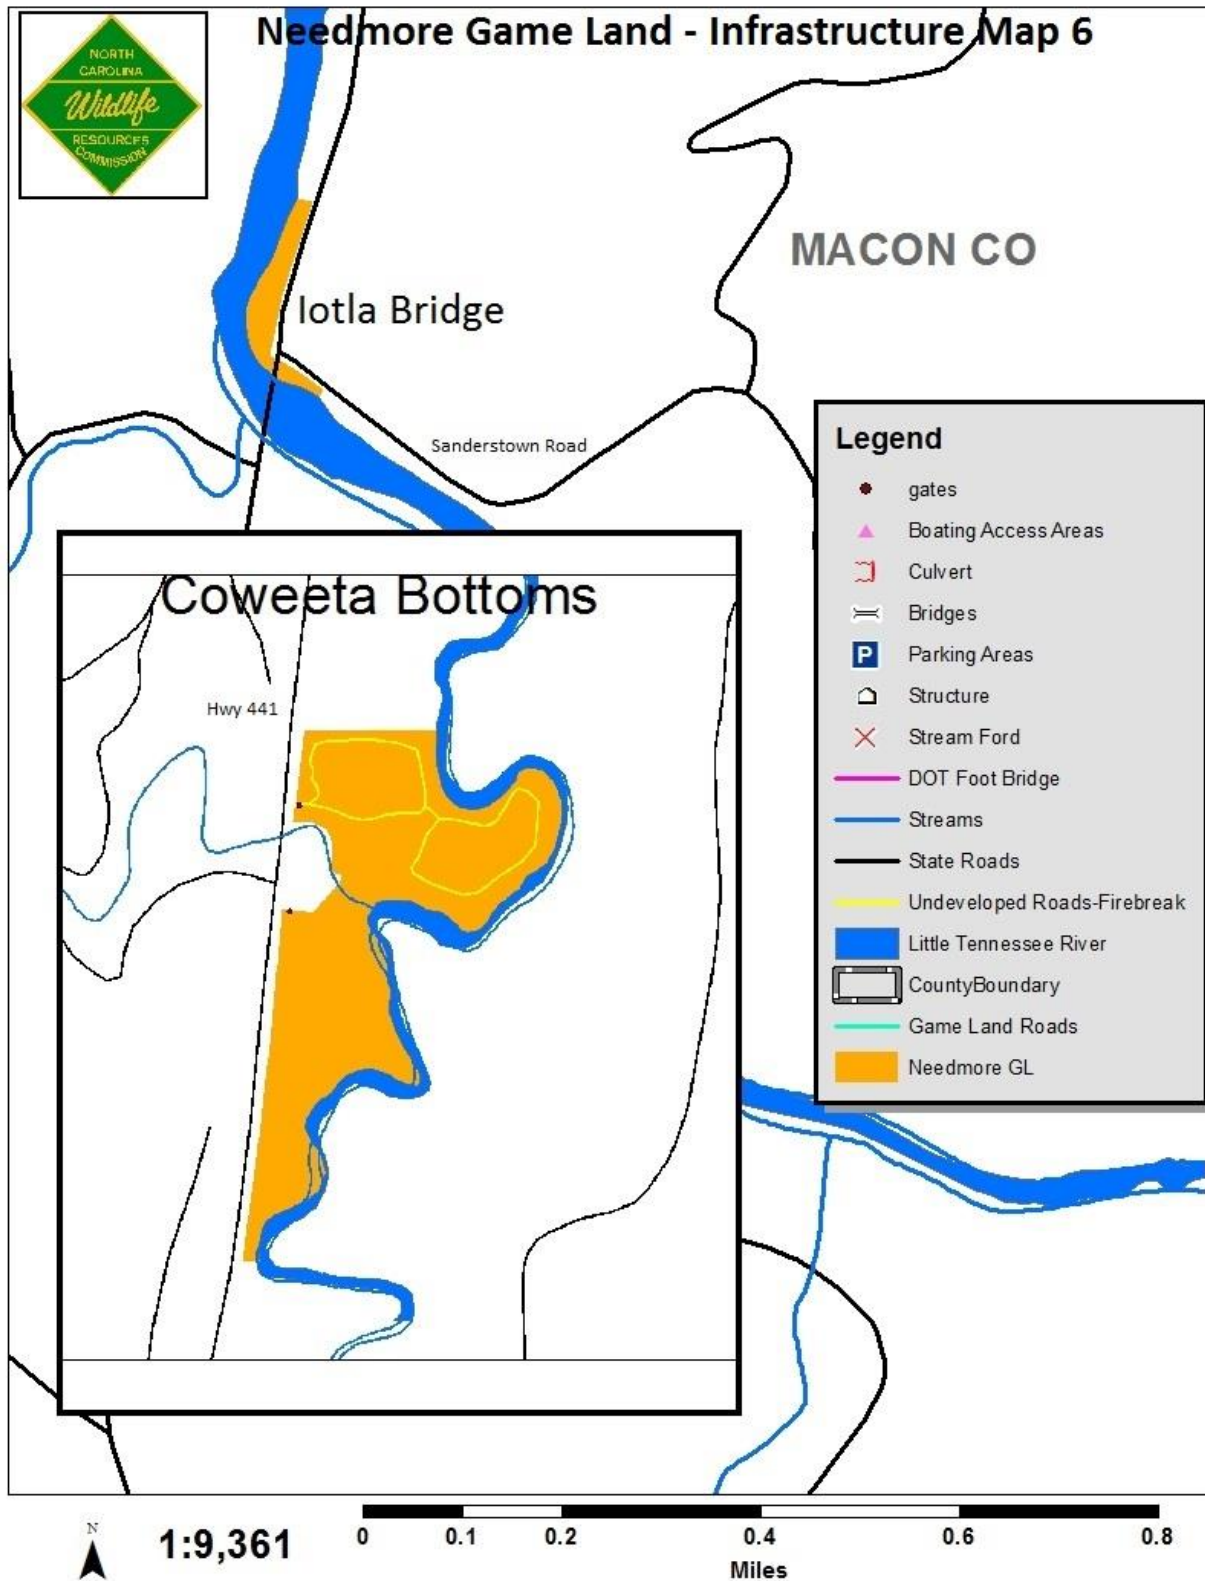 Needmore Game Land - Infrastructure Map 6
NORTH
CAROLINA
Wildlife
RESOURCES
COMMISSION
MACON CO
Iotla Bridge
Sanderstown Road
Legend
gates
Boating Access Areas
Culvert
Bridges
P Parking Areas
Structure
Stream Ford
DOT Foot Bridge
Streams
State Roads
Undeveloped Roads-Firebreak
Little Tennessee River
CountyBoundary
Game Land Roads
Needmore GL
Coweeta Bottoms
Hwy 441
N
1:9,361
0 0.1 0.2 0.4 0.6 0.8
Miles